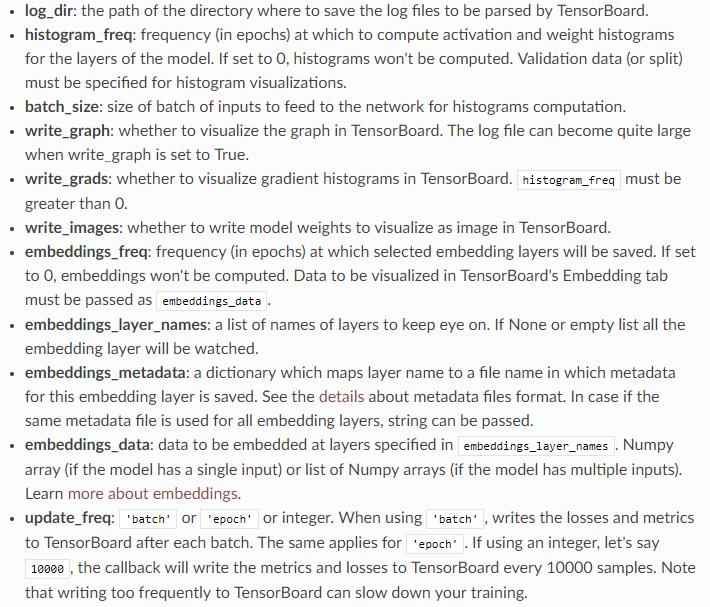 • log_dir: the path of the directory where to save the log files to be parsed by TensorBoard.
• histogram_freq: frequency (in epochs) at which to compute activation and weight histograms
for the layers of the model. If set to 0, histograms won't be computed. Validation data (or split)
must be specified for histogram visualizations.
• batch_size: size of batch of inputs to feed to the network for histograms computation.
• write_graph: whether to visualize the graph in TensorBoard. The log file can become quite large
when write_graph is set to True.
• write_grads: whether to visualize gradient histograms in TensorBoard. histogram_freq must be
greater than 0.
• write_images: whether to write model weights to visualize as image in TensorBoard.
• embeddings_freq: frequency (in epochs) at which selected embedding layers will be saved. If set
to 0, embeddings won't be computed. Data to be visualized in TensorBoard's Embedding tab
must be passed as embeddings_data.
• embeddings_layer_names: a list of names of layers to keep eye on. If None or empty list all the
embedding layer will be watched.
• embeddings_metadata: a dictionary which maps layer name to a file name in which metadata
for this embedding layer is saved. See the details about metadata files format. In case if the
same metadata file is used for all embedding layers, string can be passed.
• embeddings_data: data to be embedded at layers specified in embeddings_layer_names. Numpy
array (if the model has a single input) or list of Numpy arrays (if the model has multiple inputs).
Learn more about embeddings.
• update_freq: 'batch' or 'epoch' or integer. When using 'batch', writes the losses and metrics
to TensorBoard after each batch. The same applies for 'epoch'. If using an integer, let's say
10000, the callback will write the metrics and losses to TensorBoard every 10000 samples. Note
that writing too frequently to TensorBoard can slow down your training.